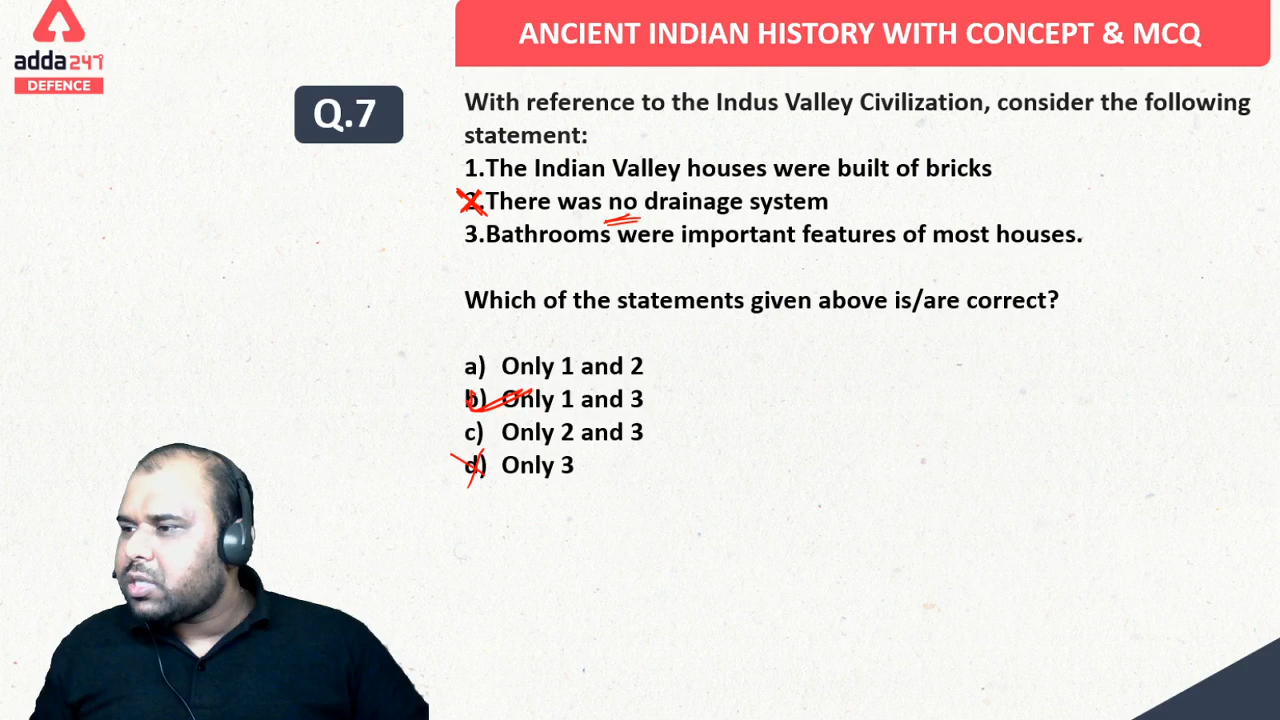 adda247
DEFENCE
ANCIENT INDIAN HISTORY WITH CONCEPT & MCQ
Q.7
With reference to the Indus Valley Civilization, consider the following
statement:
1.The Indian Valley houses were built of bricks
2.There was no drainage system
3.Bathrooms were important features of most houses.
Which of the statements given above is/are correct?
a) Only 1 and 2
b) Only 1 and 3
c) Only 2 and 3
d) Only 3